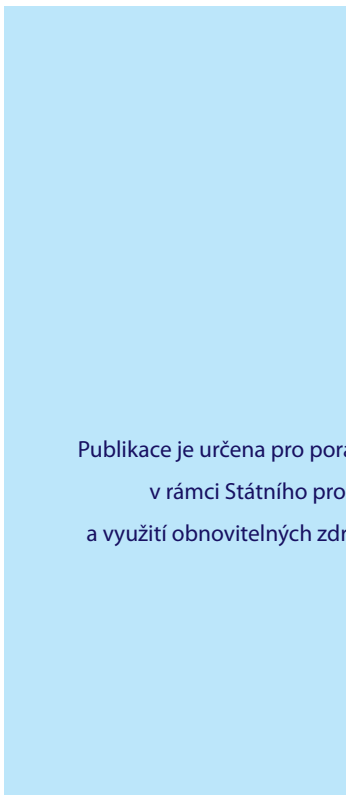 Publikace je určena pro
v rámci Státního
a využití obnovitelných